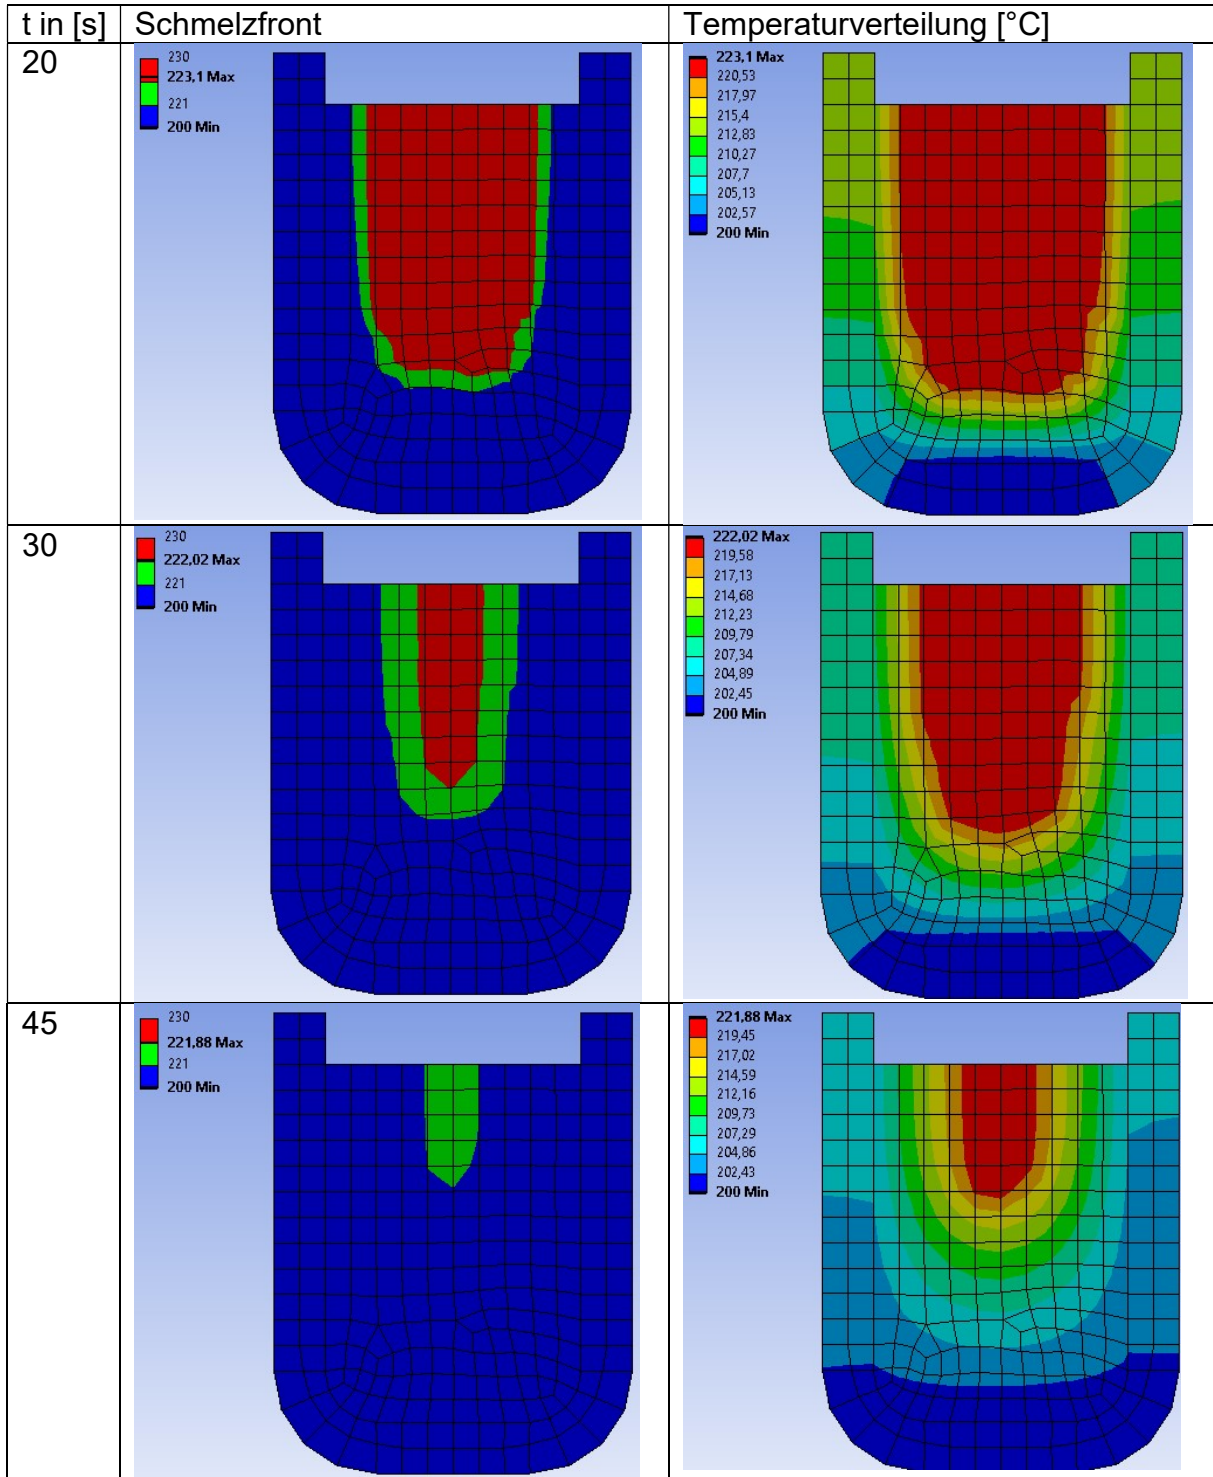 t in [s] Schmelzfront Temperaturverteilung [°C]
20
230
223,1 Max
221
200 Min
223,1 Max
220,53
217,97
215,4
212,83
210,27
207,7
205,13
202,57
200 Min
30
230
222,02 Max
221
200 Min
222,02 Max
219,58
217,13
214,68
212,23
209,79
207,34
204,89
202,45
200 Min
45
230
221,88 Max
221
200 Min
221,88 Max
219,45
217,02
214,59
212,16
209,73
207,29
204,86
202,43
200 Min